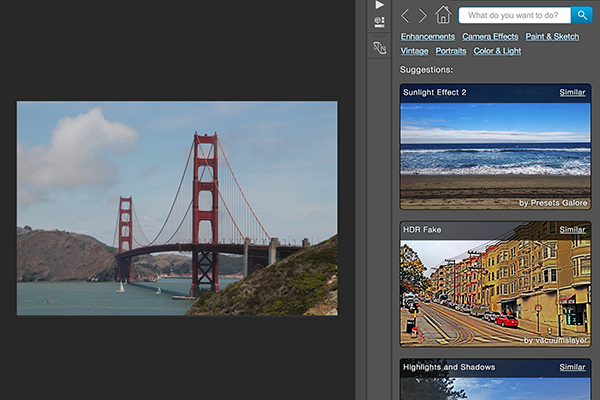 What do you want to do?
Enhancements Camera Effects Paint & Sketch
Vintage Portraits Color & Light
Suggestions:
Sunlight Effect 2 Similar
by Presets Galore
HDR Fake Similar
by vacuumslayer
Highlights and Shadows Similar